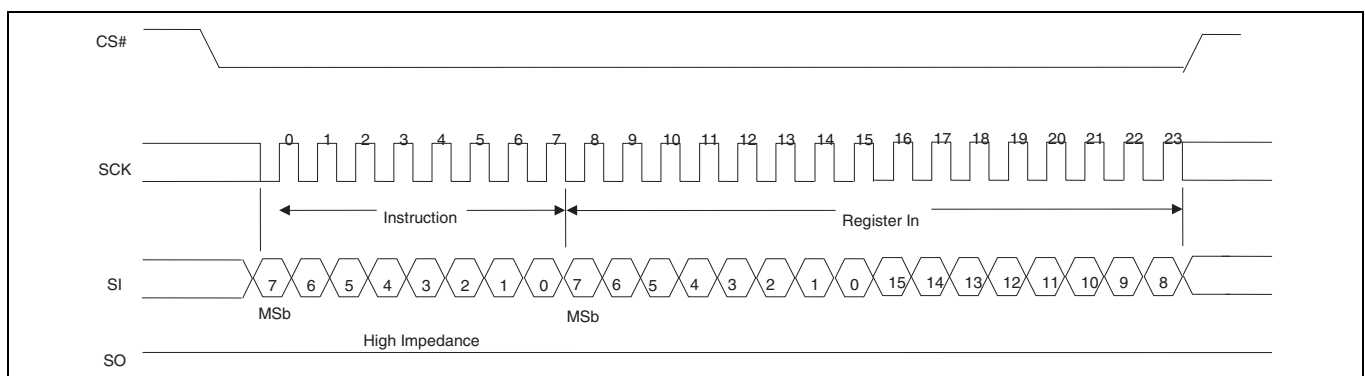 CS#
0 1 2 3 4 5 6 7 8 9 10 11 12 13 14 15 16 17 18 19 20 21 22 23
SCK
Instruction Register In
SI 7 6 5 4 3 2 1 0 7 6 5 4 3 2 1 0 15 14 13 12 11 10 9 8
MSb MSb
High Impedance
SO